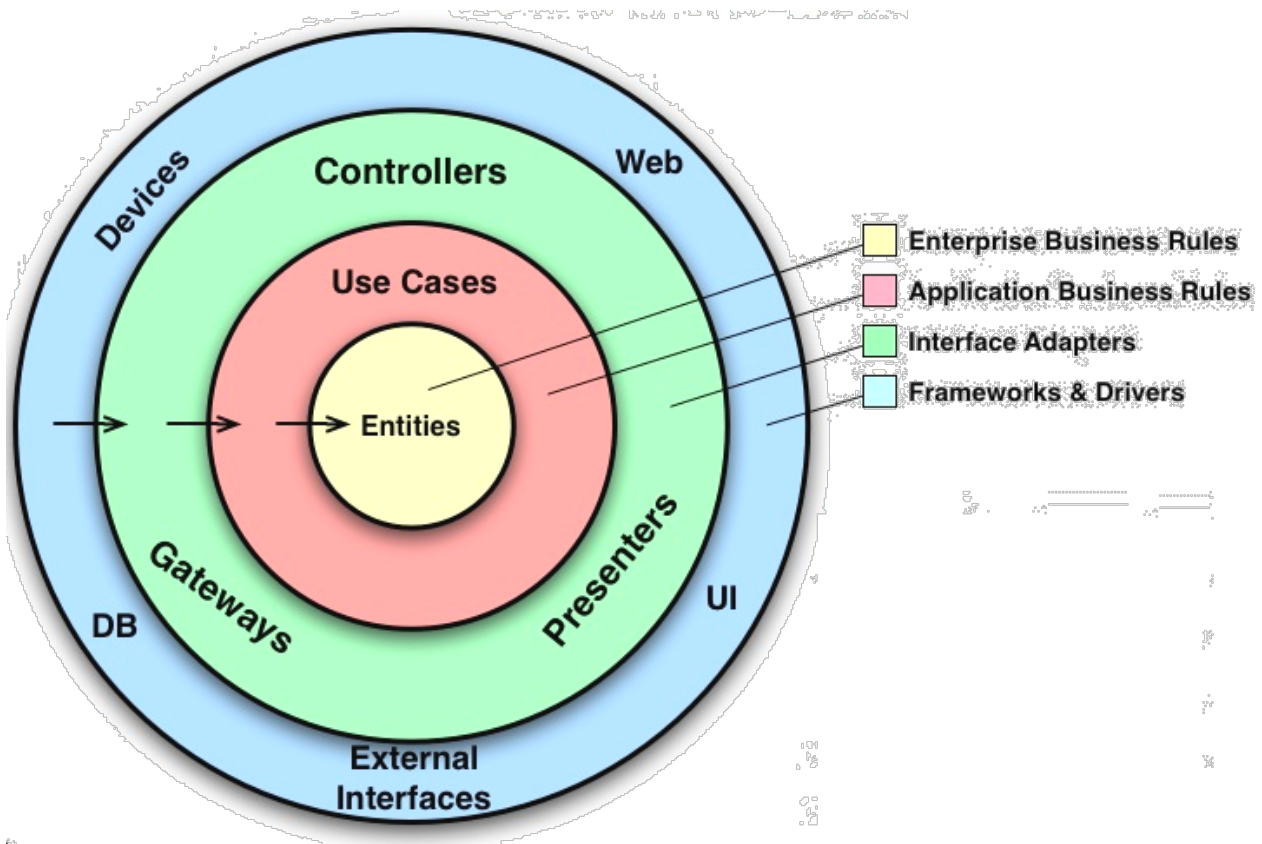 Devices
Controllers
Web
Use Cases
Entities
Gateways
Presenters
DB
UI
External
Interfaces
Enterprise Business Rules
Application Business Rules
Interface Adapters
Frameworks & Drivers